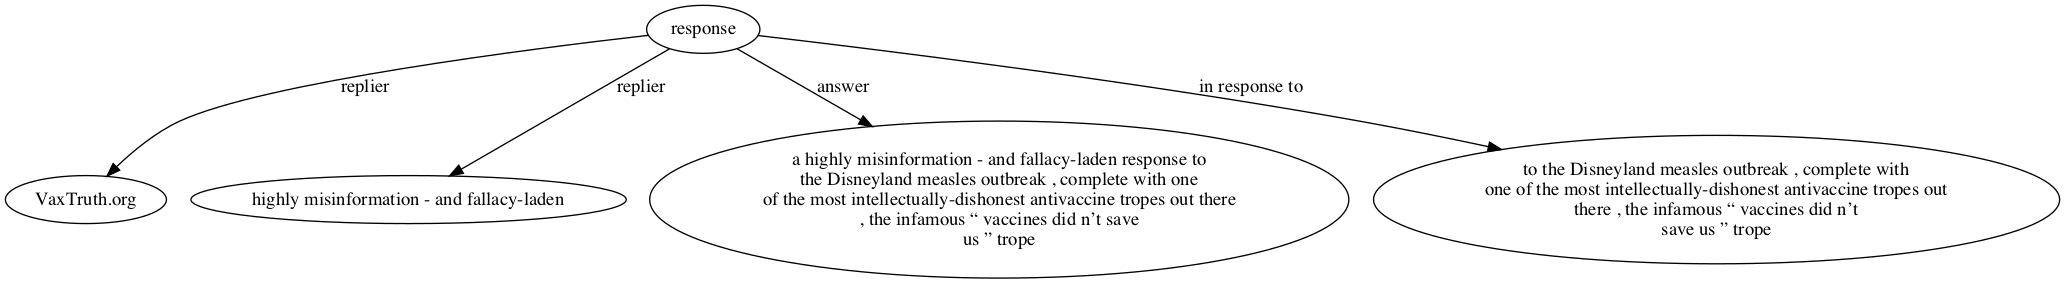 response
replier
replier
answer
in response to
VaxTruth.org
highly misinformation - and fallacy-laden
a highly misinformation - and fallacy-laden response to
the Disneyland measles outbreak , complete with one
of the most intellectually-dishonest antivaccine tropes out there
, the infamous “ vaccines did n’t save
us ” trope
to the Disneyland measles outbreak , complete with
one of the most intellectually-dishonest antivaccine tropes out
there , the infamous “ vaccines did n’t
save us ” trope